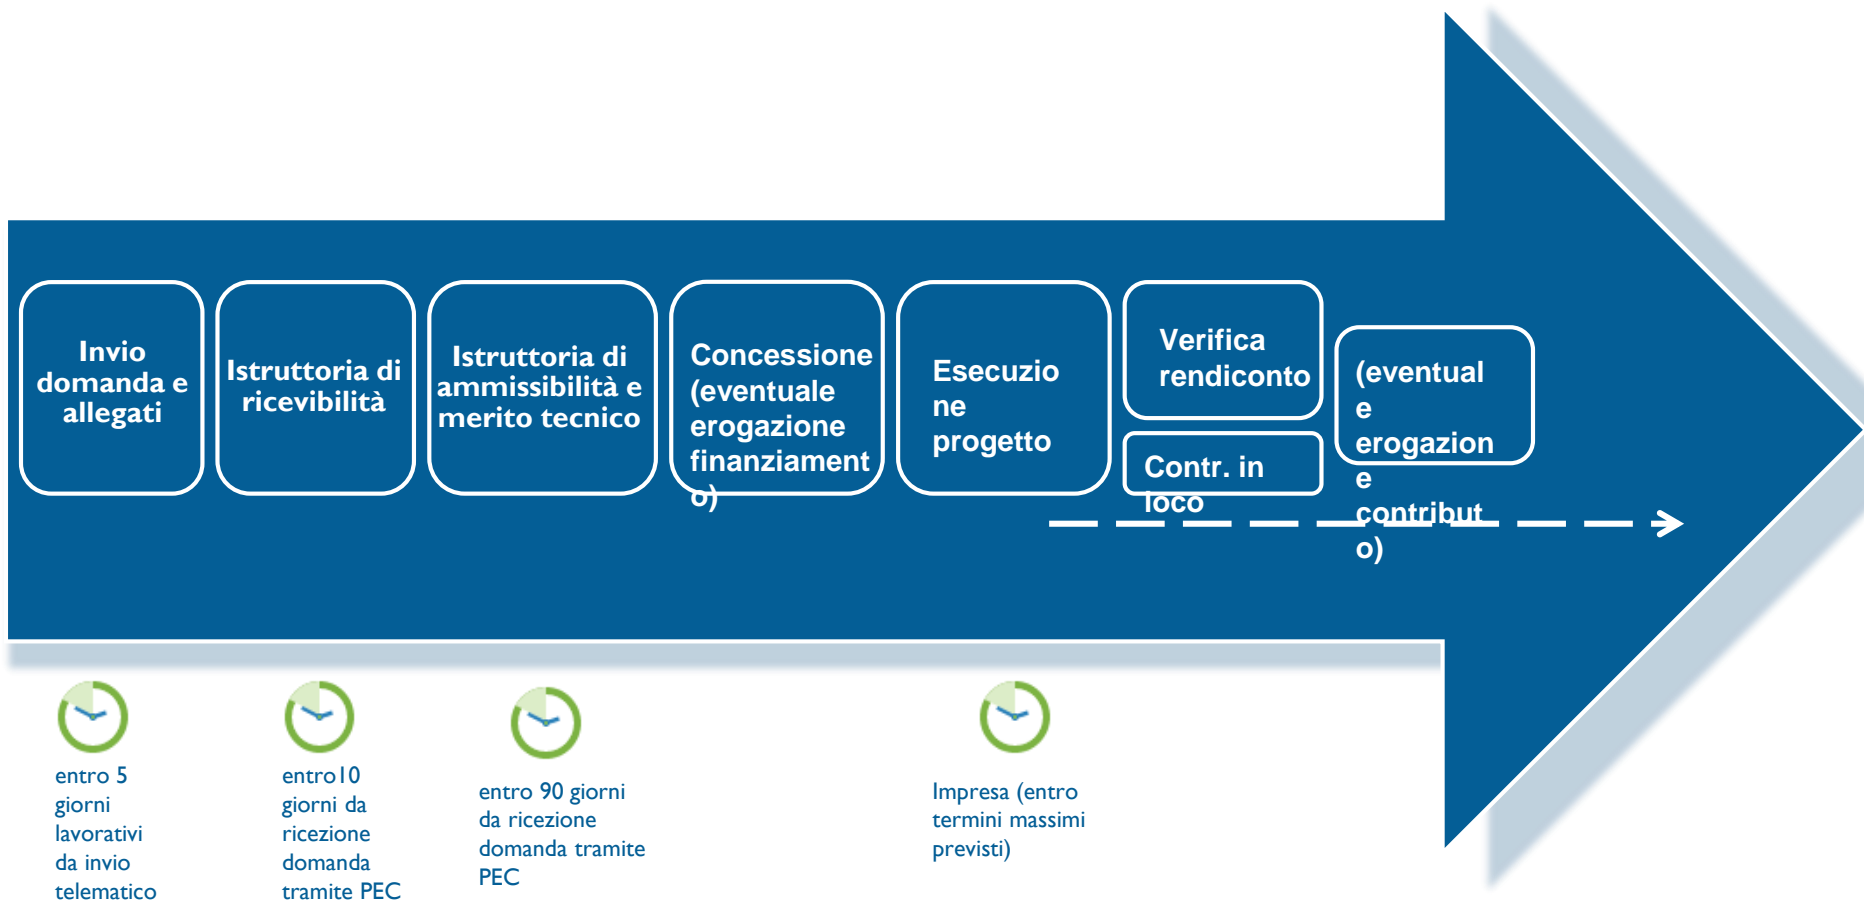 Invio
domanda e
allegati
Istruttoria di
ricevibilità
Istruttoria di
ammissibilità e
merito tecnico
Concessione
(eventuale
erogazione
finanziament
o)
Esecuzio
ne
progetto
Verifica
rendiconto
Contr. in
loco
(eventual
e
erogazion
e
contribut
o)
entro 5
giorni
lavorativi
da invio
telematico
entro10
giorni da
ricezione
domanda
tramite PEC
entro 90 giorni
da ricezione
domanda tramite
PEC
Impresa (entro
termini massimi
previsti)